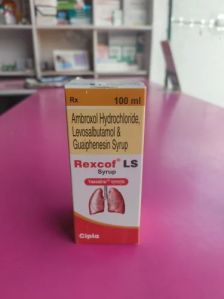 Rx 100 ml
Ambroxol Hydrochloride,
Levosalbutamol &
Guaiphenesin Syrup
Rexcof® LS
Syrup
Cipla